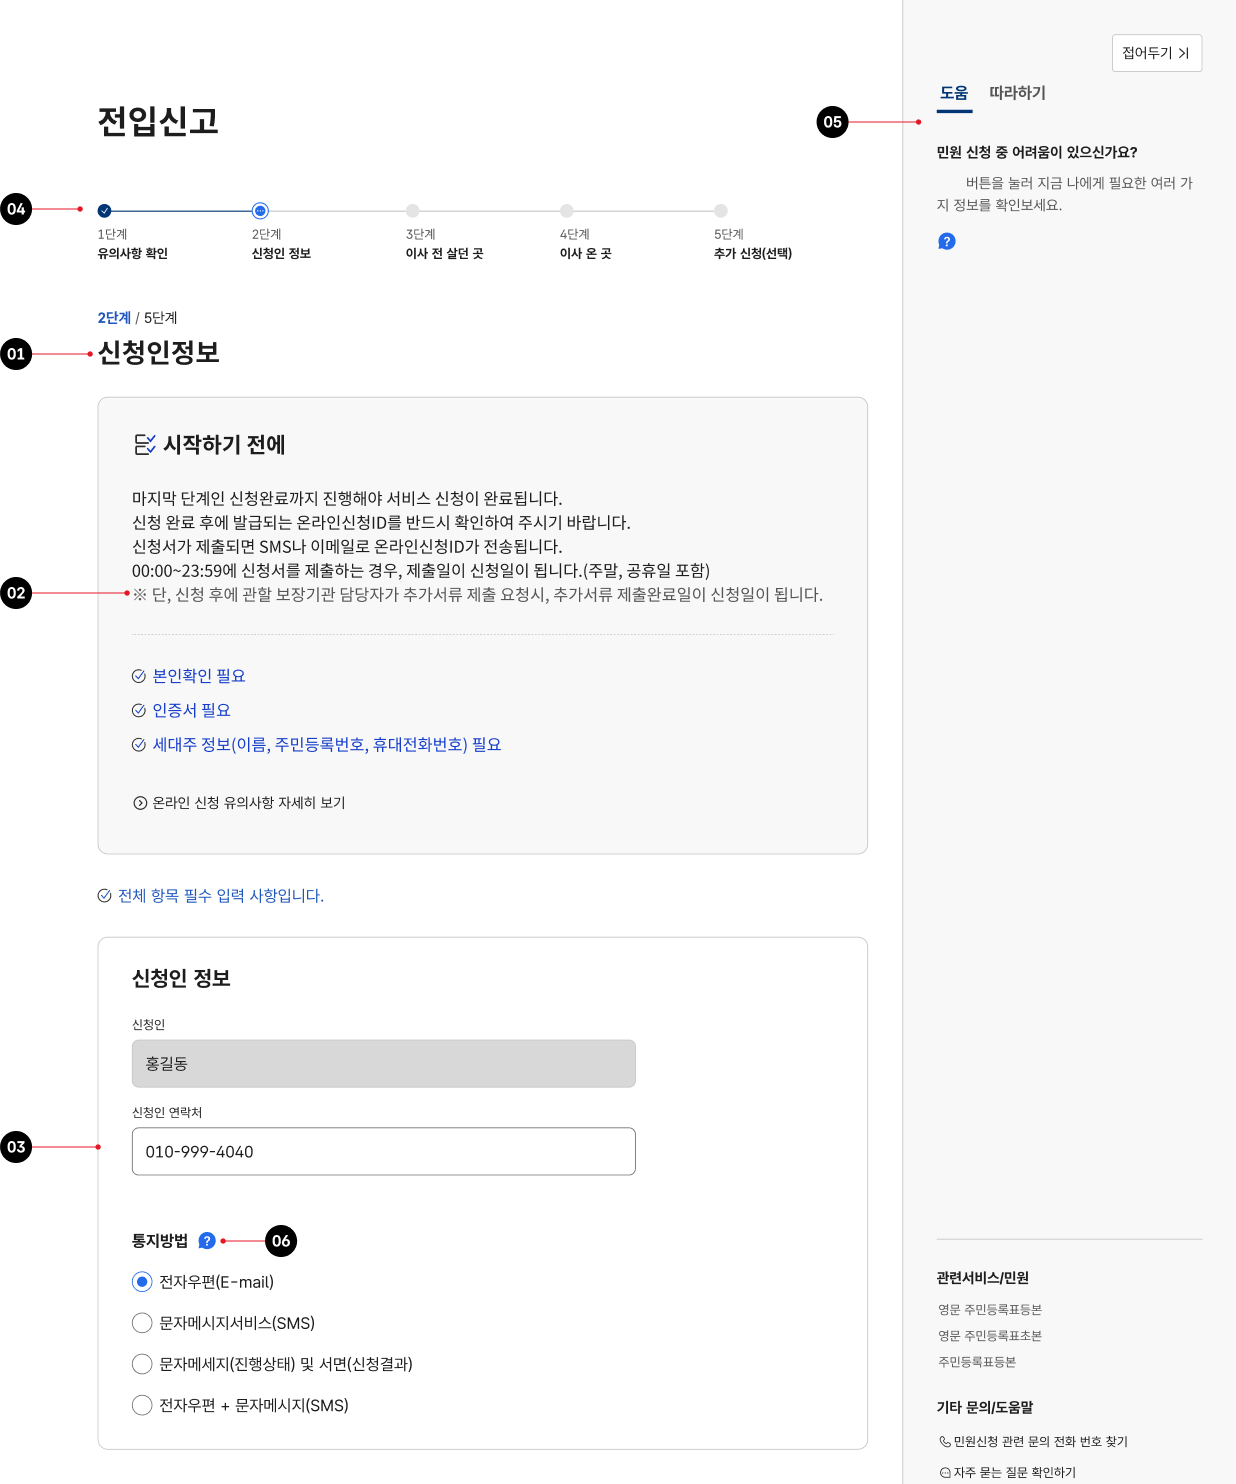 전입신고
04
1단계
유의사항 확인
2단계
신청인 정보
3단계
이사 전 살던 곳
4단계
이사 온 곳
5단계
추가 신청(선택)
2단계 / 5단계
01
신청인정보
시작하기 전에
마지막 단계인 신청완료까지 진행해야 서비스 신청이 완료됩니다.
신청 완료 후에 발급되는 온라인신청ID를 반드시 확인하여 주시기 바랍니다.
신청서가 제출되면 SMS나 이메일로 온라인신청ID가 전송됩니다.
00:00~23:59에 신청서를 제출하는 경우, 제출일이 신청일이 됩니다.(주말, 공휴일 포함)
02
※ 단, 신청 후에 관할 보장기관 담당자가 추가서류 제출 요청시, 추가서류 제출완료일이 신청일이 됩니다.
본인확인 필요
인증서 필요
세대주 정보(이름, 주민등록번호, 휴대전화번호) 필요
온라인 신청 유의사항 자세히 보기
전체 항목 필수 입력 사항입니다.
신청인 정보
신청인
홍길동
신청인 연락처
03
010-999-4040
통지방법 ?
06
전자우편(E-mail)
문자메시지서비스(SMS)
문자메세지(진행상태) 및 서면(신청결과)
전자우편 + 문자메시지(SMS)
접어두기
05
도움 따라하기
민원 신청 중 어려움이 있으신가요?
버튼을 눌러 지금 나에게 필요한 여러 가
지 정보를 확인보세요.
?
관련서비스/민원
영문 주민등록표등본
영문 주민등록표초본
주민등록표등본
기타 문의/도움말
민원신청 관련 문의 전화 번호 찾기
자주 묻는 질문 확인하기